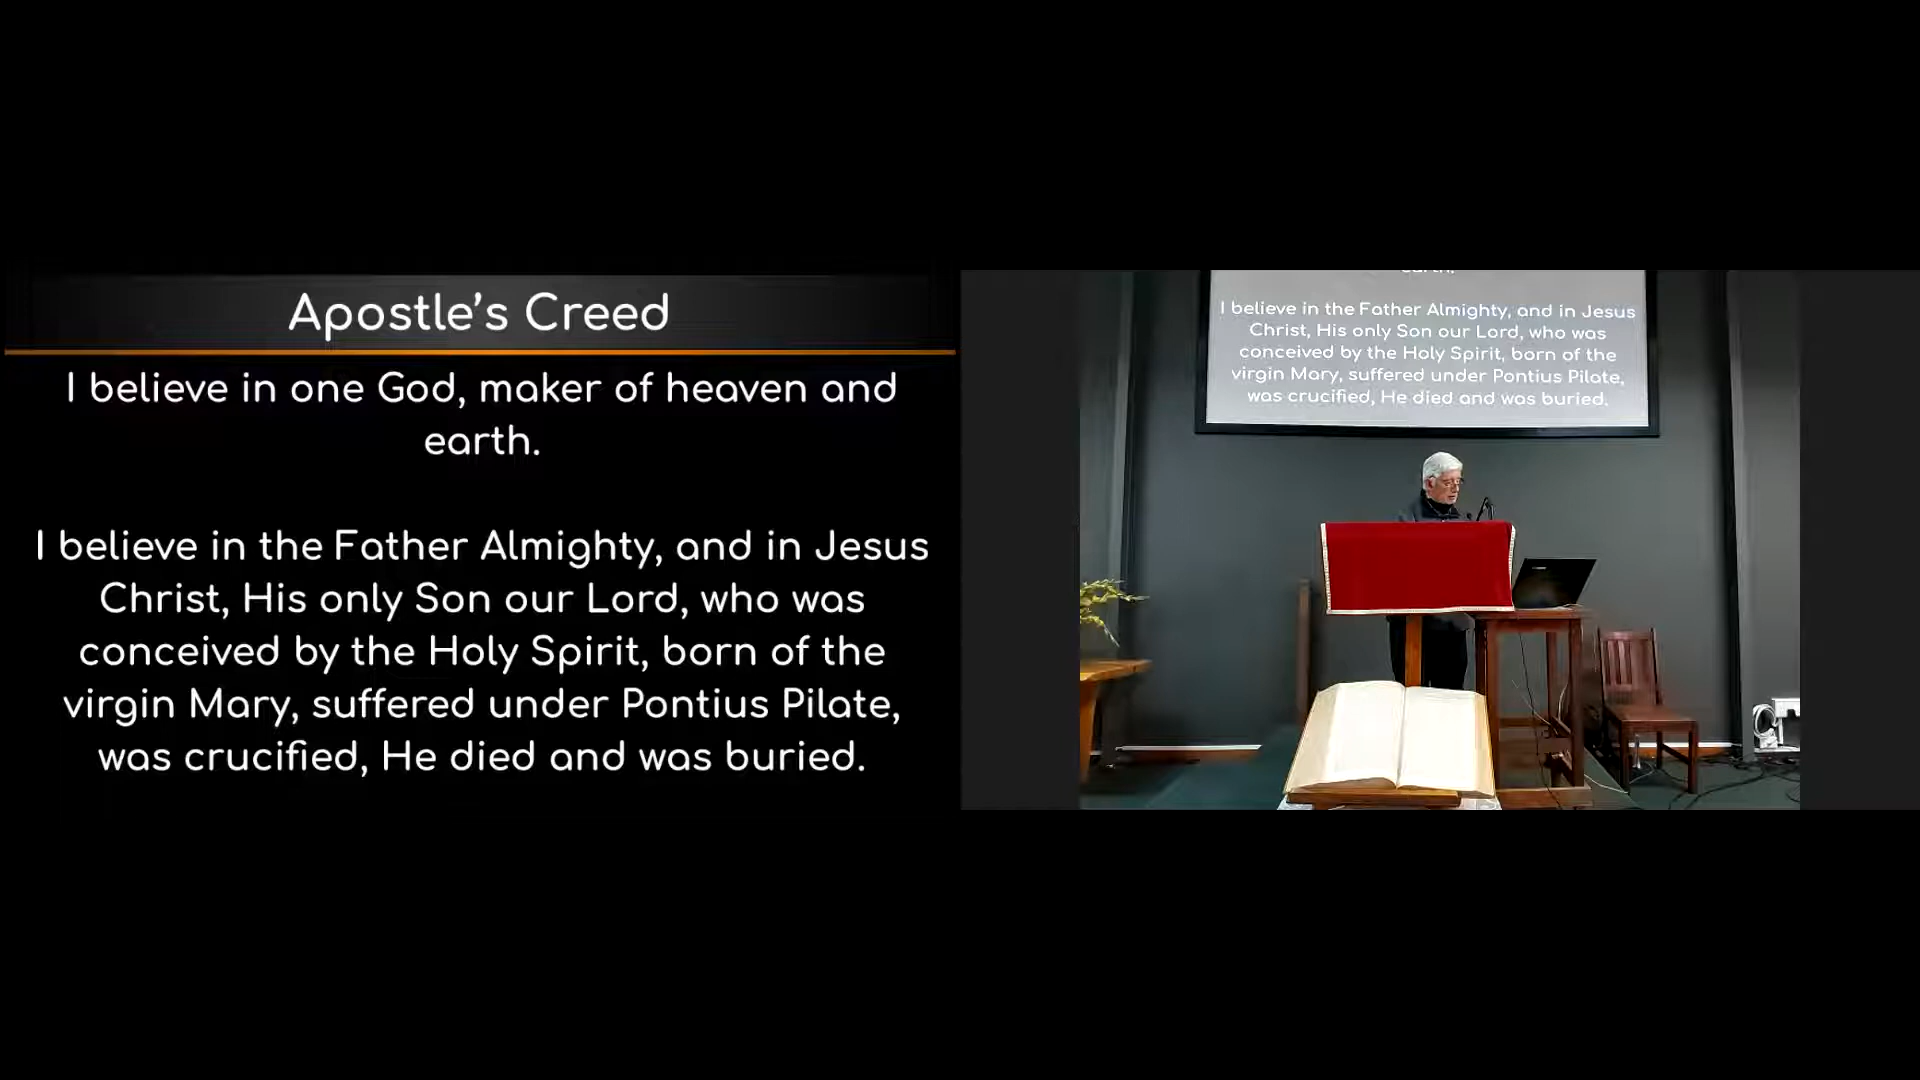 Apostle's Creed
I believe in one God, maker of heaven and
earth.
I believe in the Father Almighty, and in Jesus
Christ, His only Son our Lord, who was
conceived by the Holy Spirit, born of the
virgin Mary, suffered under Pontius Pilate,
was crucified, He died and was buried.
earth.
I believe in the Father Almighty, and in Jesus
Christ, His only Son our Lord, who was
conceived by the Holy Spirit, born of the
virgin Mary, suffered under Pontius Pilate,
was crucified, He died and was buried.